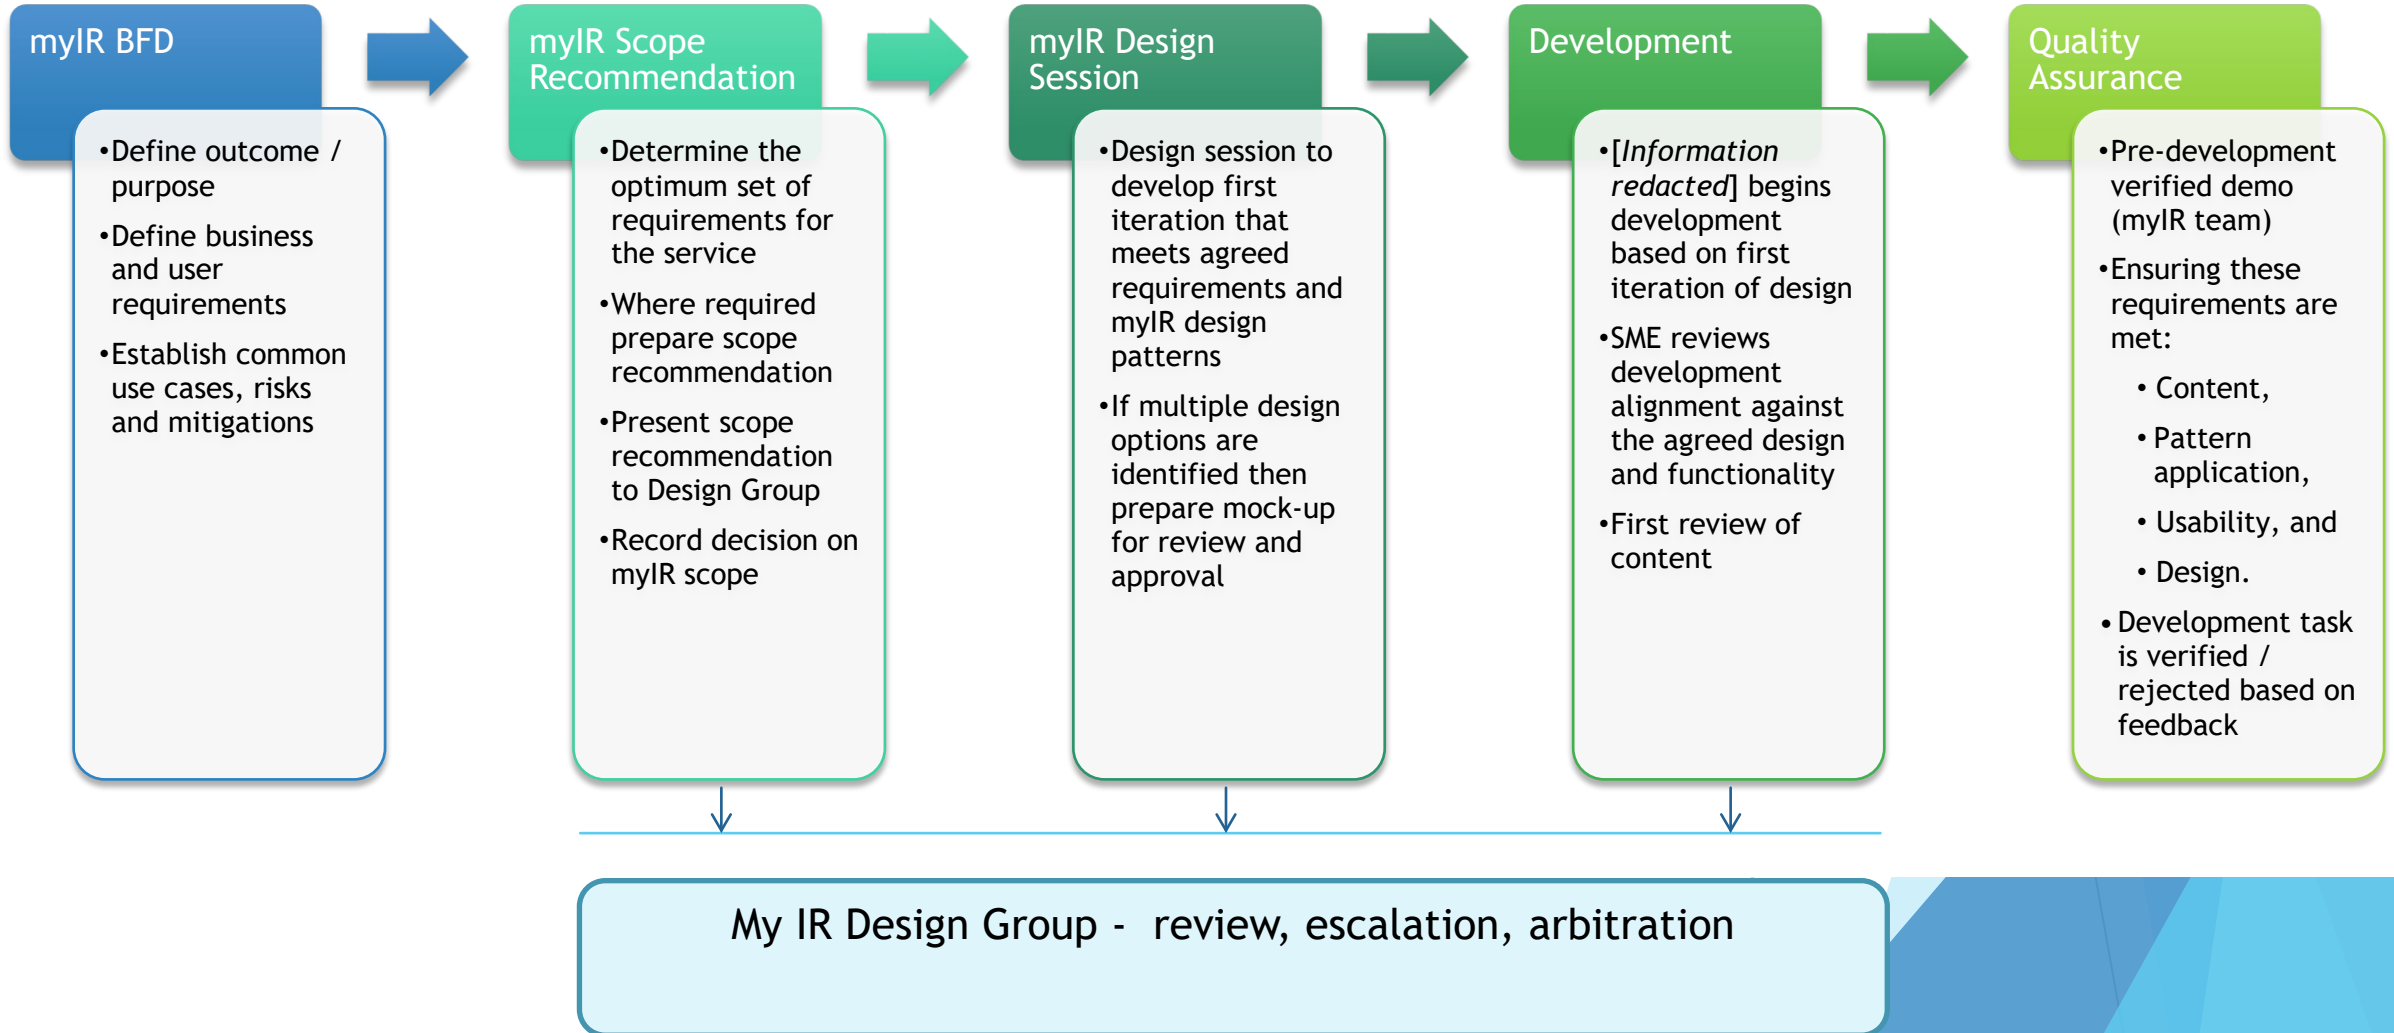 myIR BFD
•Define outcome /
purpose
•Define business
and user
requirements
•Establish common
use cases, risks
and mitigations
myIR Scope
Recommendation
•Determine the
optimum set of
requirements for
the service
•Where required
prepare scope
recommendation
•Present scope
recommendation
to Design Group
•Record decision on
myIR scope
myIR Design
Session
•Design session to
develop first
iteration that
meets agreed
requirements and
myIR design
patterns
•If multiple design
options are
identified then
prepare mock-up
for review and
approval
Development
•[Information
redacted] begins
development
based on first
iteration of design
•SME reviews
development
alignment against
the agreed design
and functionality
•First review of
content
Quality
Assurance
•Pre-development
verified demo
(myIR team)
•Ensuring these
requirements are
met:
• Content,
• Pattern
application,
• Usability, and
• Design.
• Development task
is verified /
rejected based on
feedback
My IR Design Group - review, escalation, arbitration